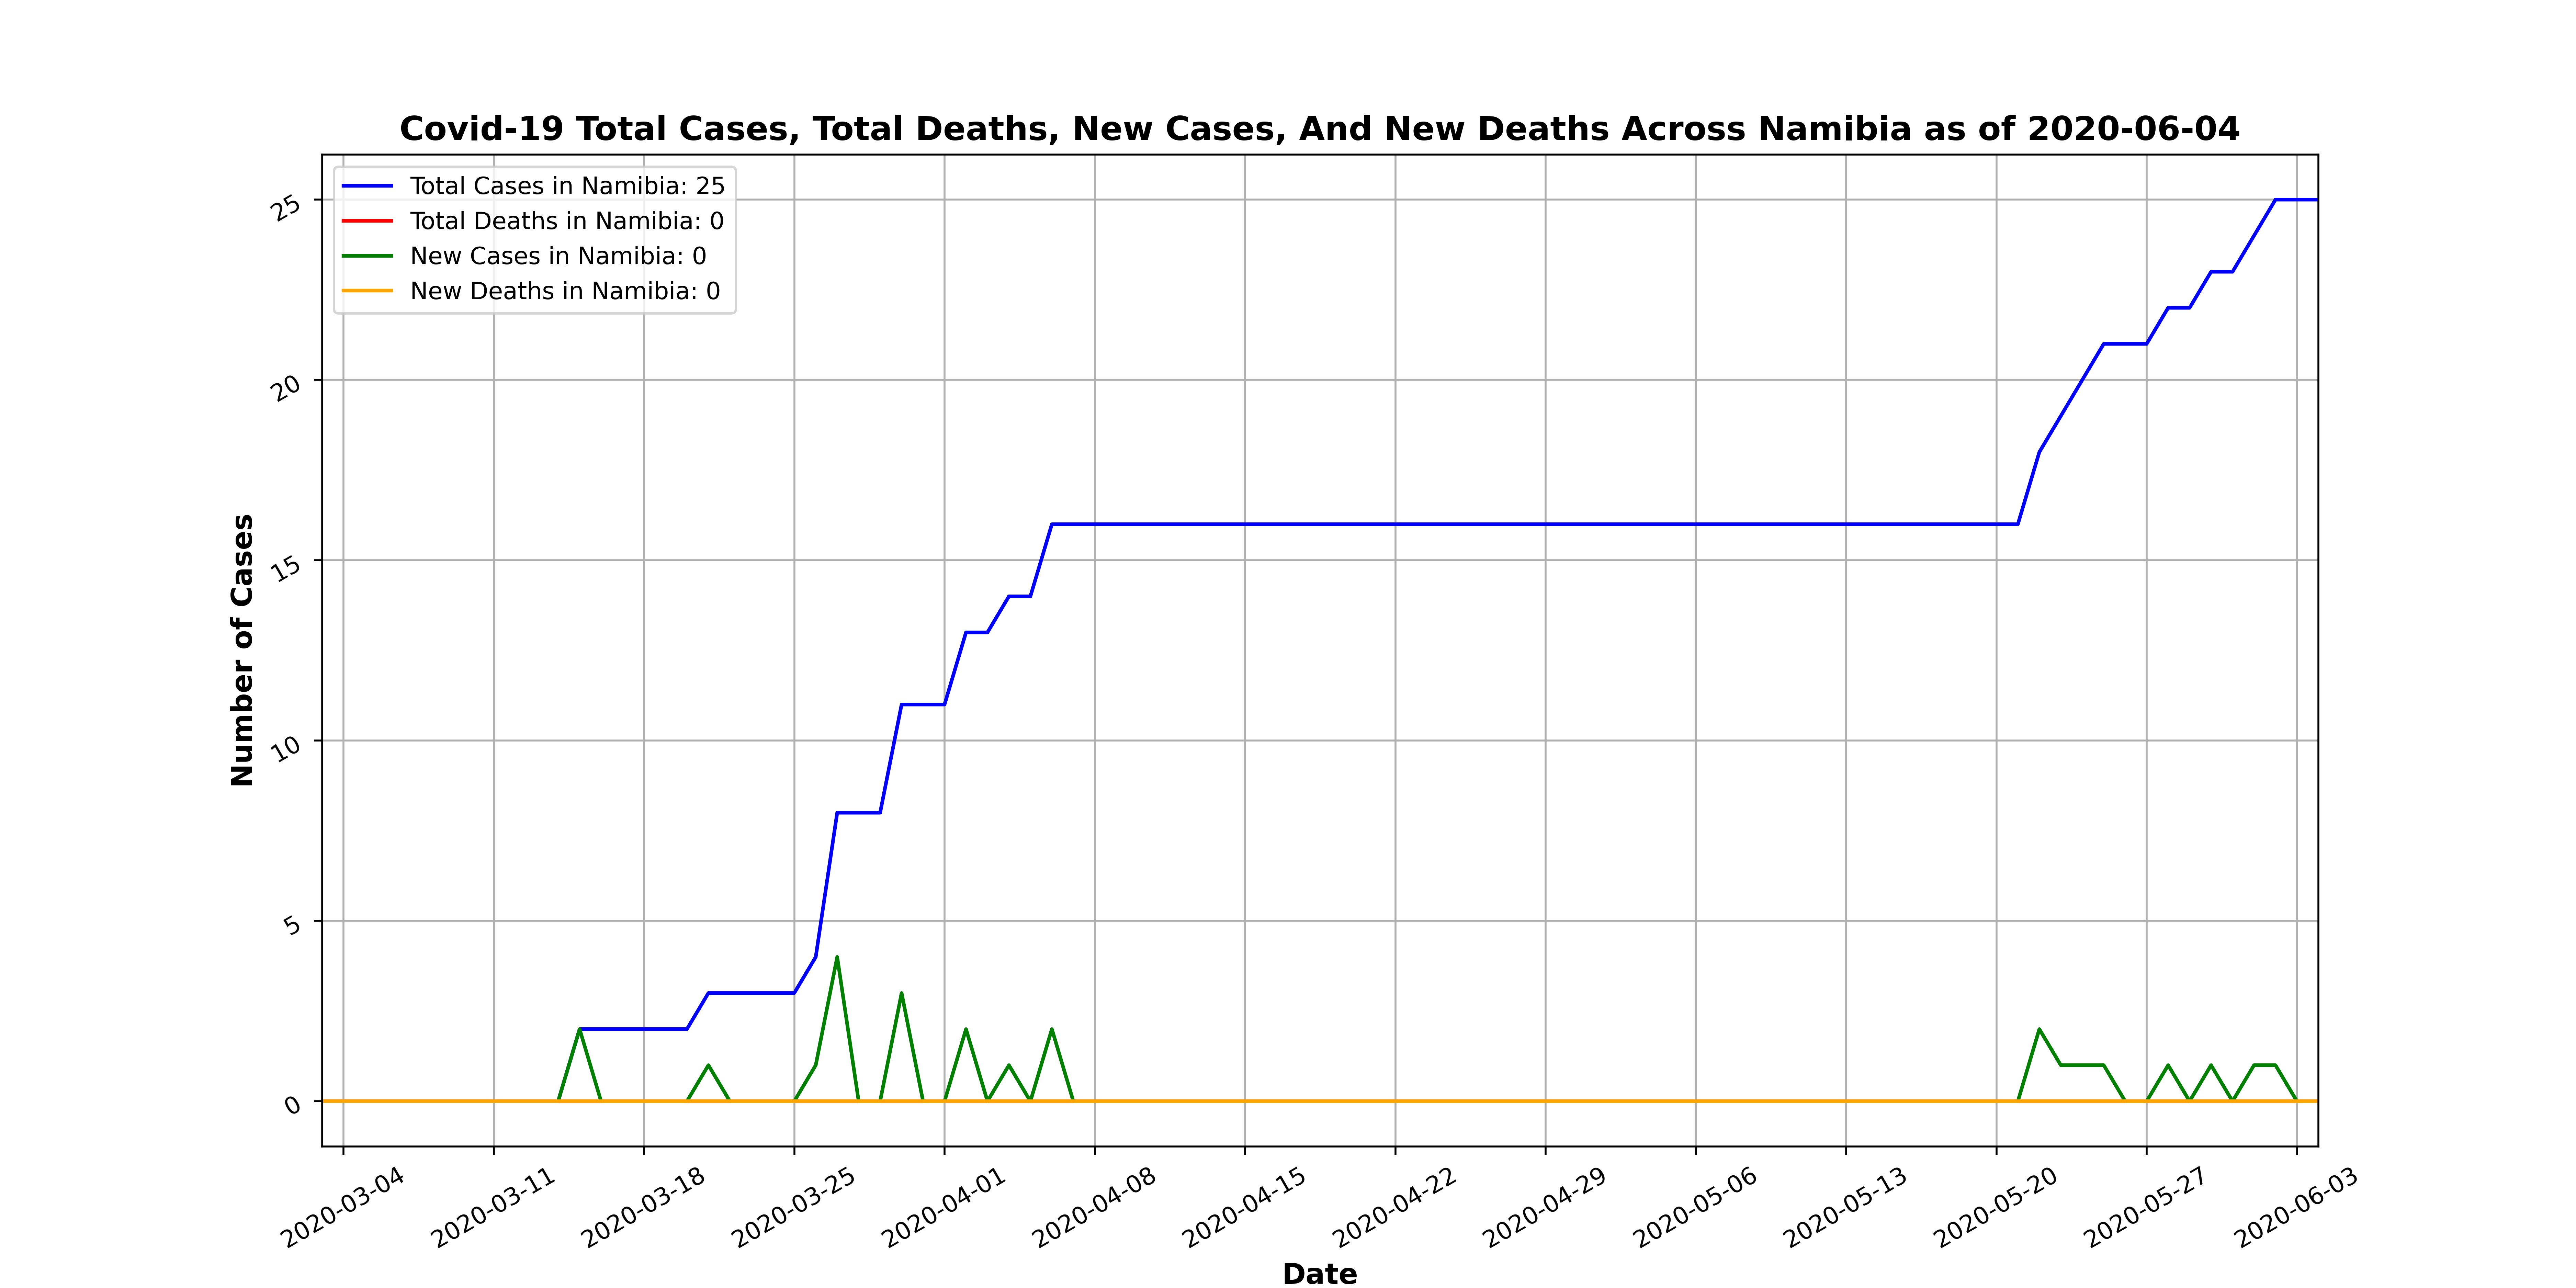 Covid-19 Total Cases, Total Deaths, New Cases, And New Deaths Across Namibia as of 2020-06-04
Total Cases in Namibia: 25
Total Deaths in Namibia: 0
New Cases in Namibia: 0
New Deaths in Namibia: 0
Number of Cases
25
20
15
10
5
0
2020-03-04
2020-03-11
2020-03-18
2020-03-25
2020-04-01
2020-04-08
2020-04-15
2020-04-22
2020-04-29
2020-05-06
2020-05-13
2020-05-20
2020-05-27
2020-06-03
Date